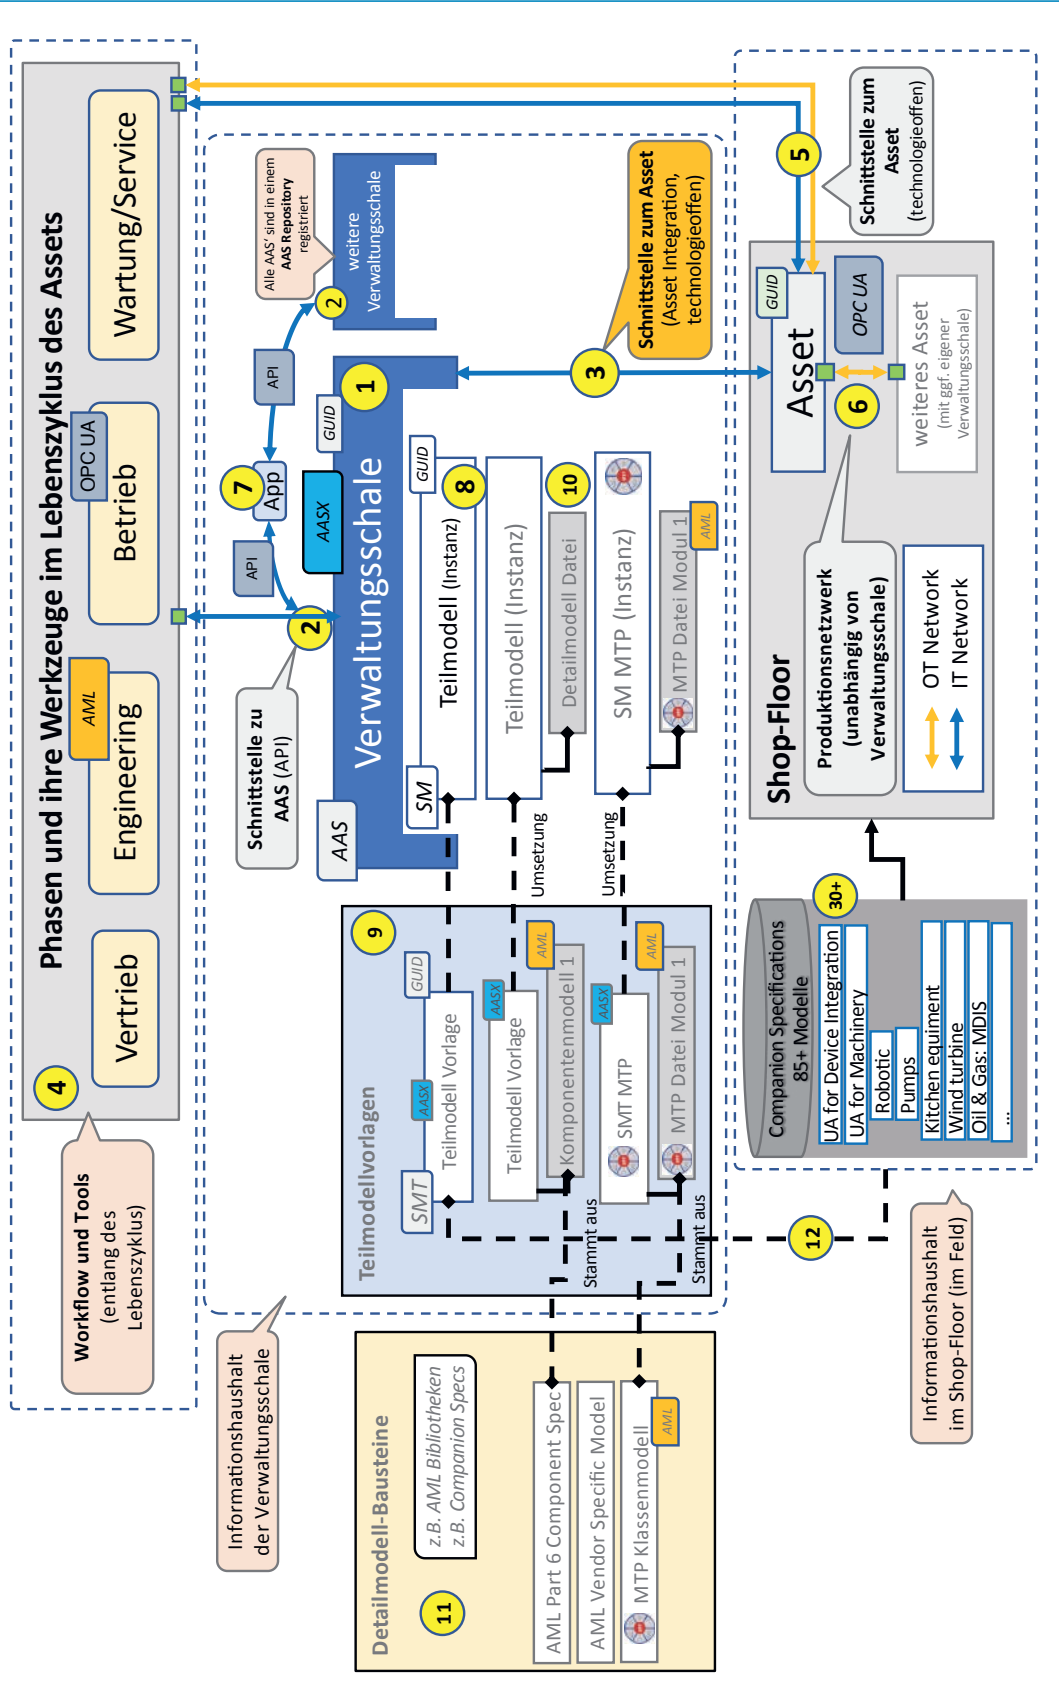 Phasen und ihre Werkzeuge im Lebenszyklus des Assets
4
Vertrieb
Engineering
AML
Betrieb
OPC UA
Wartung/Service
Workflow und Tools
(entlang des
Lebenszyklus)
Informationshaushalt
der Verwaltungsschale
Schnittstelle zu
AAS (API)
2
API
7
App
API
2
Alle AAS‘ sind in einem
AAS Repository
registriert
weitere
Verwaltungsschale
AAS
AASX
GUID
1
Verwaltungsschale
SM
GUID
Teilmodell (Instanz)
8
Teilmodell (Instanz)
Detailmodell Datei
10
SM MTP (Instanz)
MTP Datei Modul 1
AML
3
Schnittstelle zum Asset
(Asset Integration,
technologieoffen)
Umsetzung
Umsetzung
Teilmodellvorlagen
9
SMT
AASX
GUID
Teilmodell Vorlage
AASX
Teilmodell Vorlage
AML
Komponentenmodell 1
AASX
SMT MTP
AML
MTP Datei Modul 1
Stammt aus
Stammt aus
Detailmodell-Bausteine
11
z.B. AML Bibliotheken
z.B. Companion Specs
AML Part 6 Component Spec
AML Vendor Specific Model
MTP Klassenmodell
AML
12
Informationshaushalt
im Shop-Floor (im Feld)
Companion Specifications
85+ Modelle
30+
UA for Device Integration
UA for Machinery
Robotic
Pumps
Kitchen equiment
Wind turbine
Oil & Gas: MDIS
...
Shop-Floor
Produktionsnetzwerk
(unabhängig von
Verwaltungsschale)
OT Network
IT Network
GUID
Asset
6
OPC UA
weiteres Asset
(mit ggf. eigener
Verwaltungsschale)
5
Schnittstelle zum
Asset
(technologieoffen)